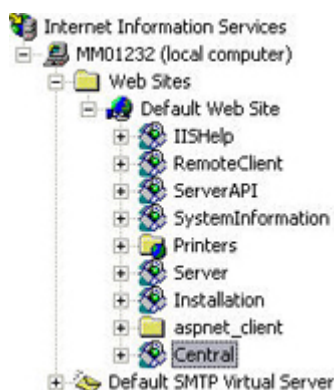 Internet Information Services
MM01232 (local computer)
Web Sites
Default Web Site
IISHelp
RemoteClient
ServerAPI
SystemInformation
Printers
Server
Installation
aspnet_client
Central
Default SMTP Virtual Server